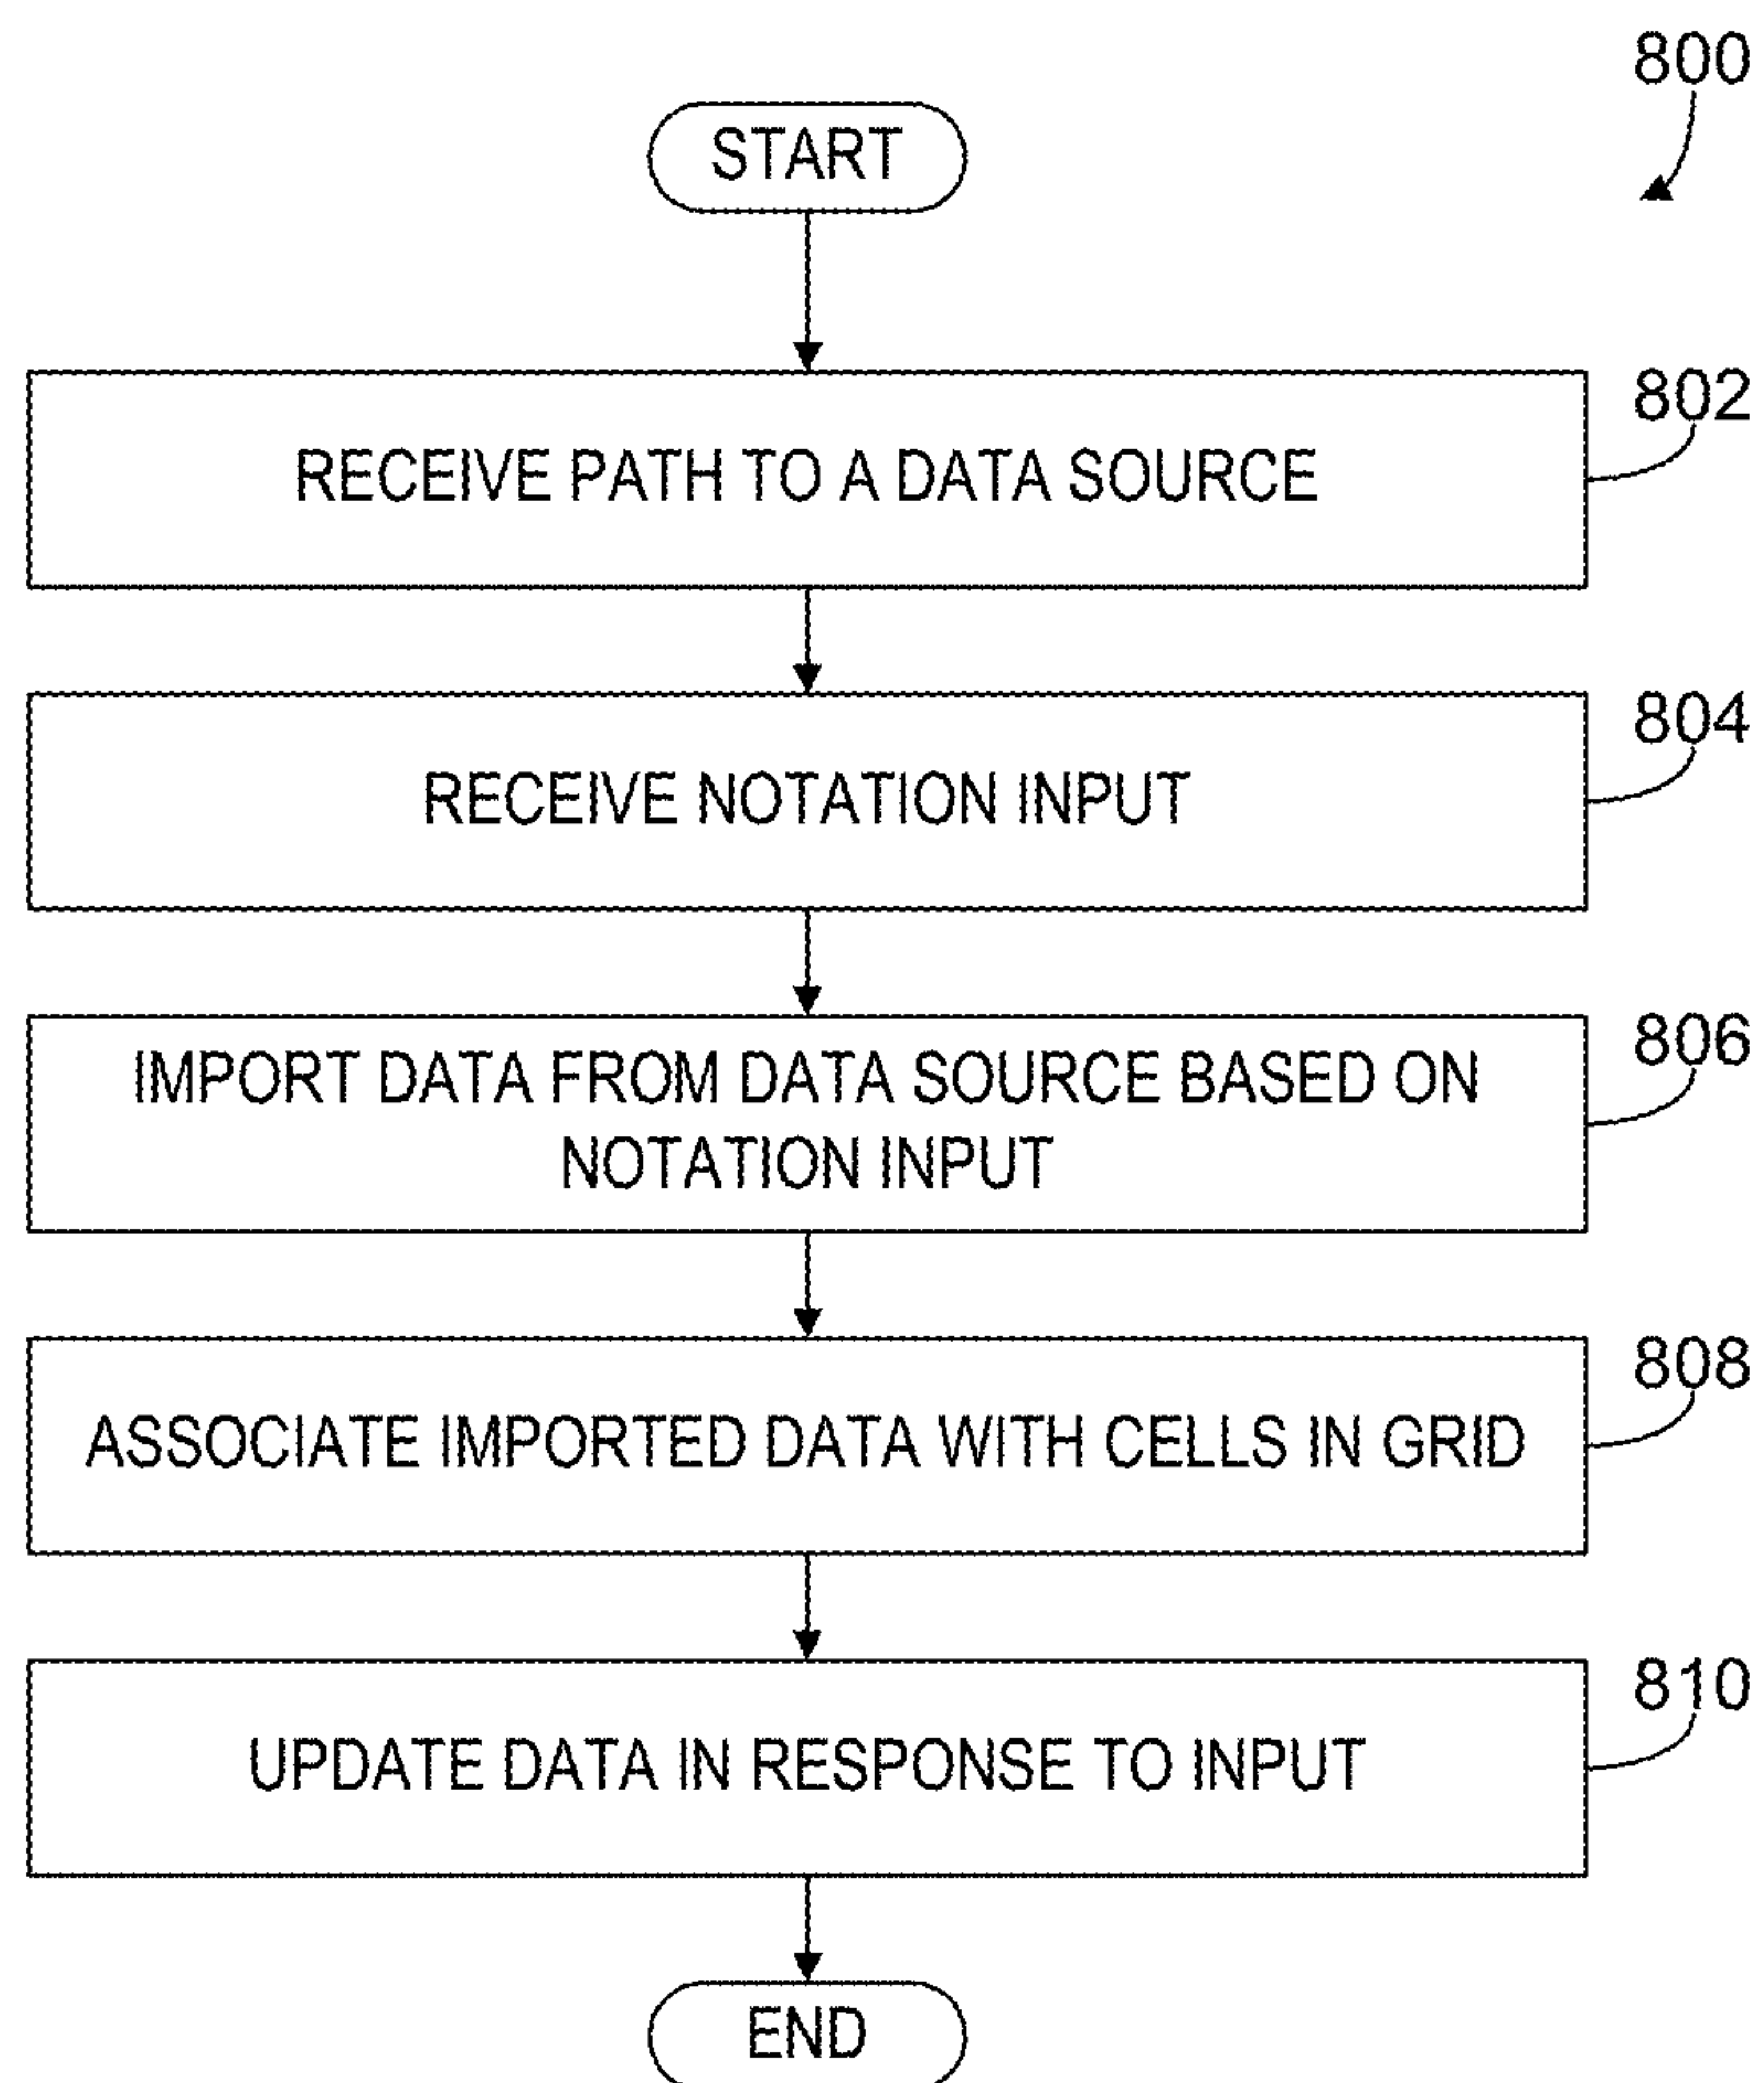 800
START
802
RECEIVE PATH TO A DATA SOURCE
804
RECEIVE NOTATION INPUT
806
IMPORT DATA FROM DATA SOURCE BASED ON
NOTATION INPUT
808
ASSOCIATE IMPORTED DATA WITH CELLS IN GRID
810
UPDATE DATA IN RESPONSE TO INPUT
END